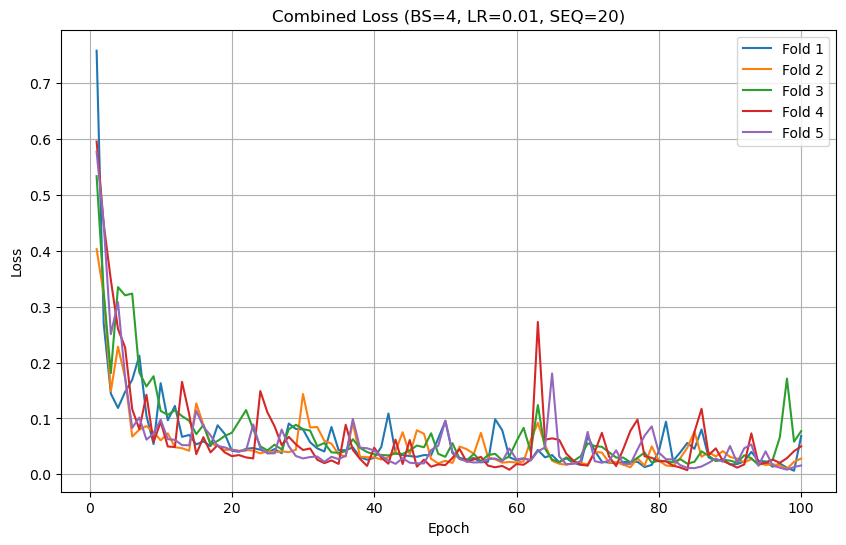 Combined Loss (BS=4, LR=0.01, SEQ=20)
Fold 1
Fold 2
Fold 3
Fold 4
Fold 5
Loss
0.7
0.6
0.5
0.4
0.3
0.2
0.1
0.0
0 20 40 60 80 100
Epoch